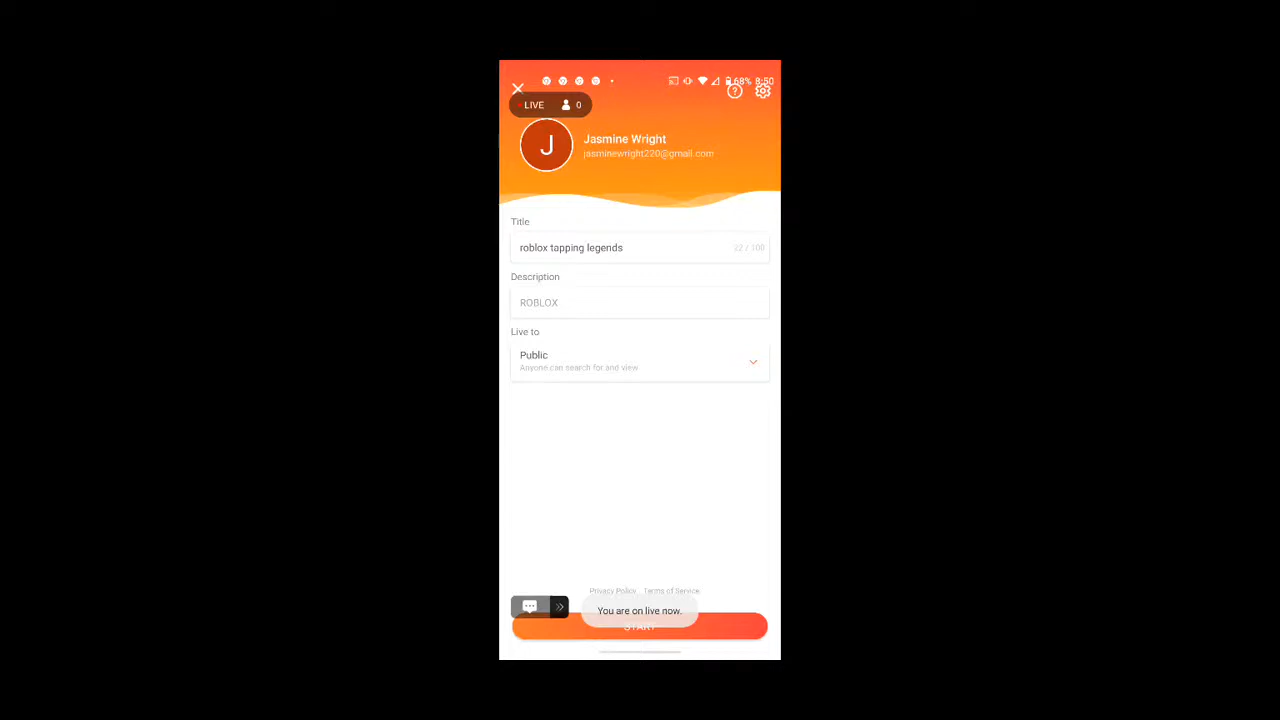 68% 8:50
LIVE 0
J
Jasmine Wright
jasminewright220@gmail.com
Title
roblox tapping legends 22 / 100
Description
ROBLOX
Live to
Public
Anyone can search for and view
Privacy Policy Terms of Service
You are on live now.
START